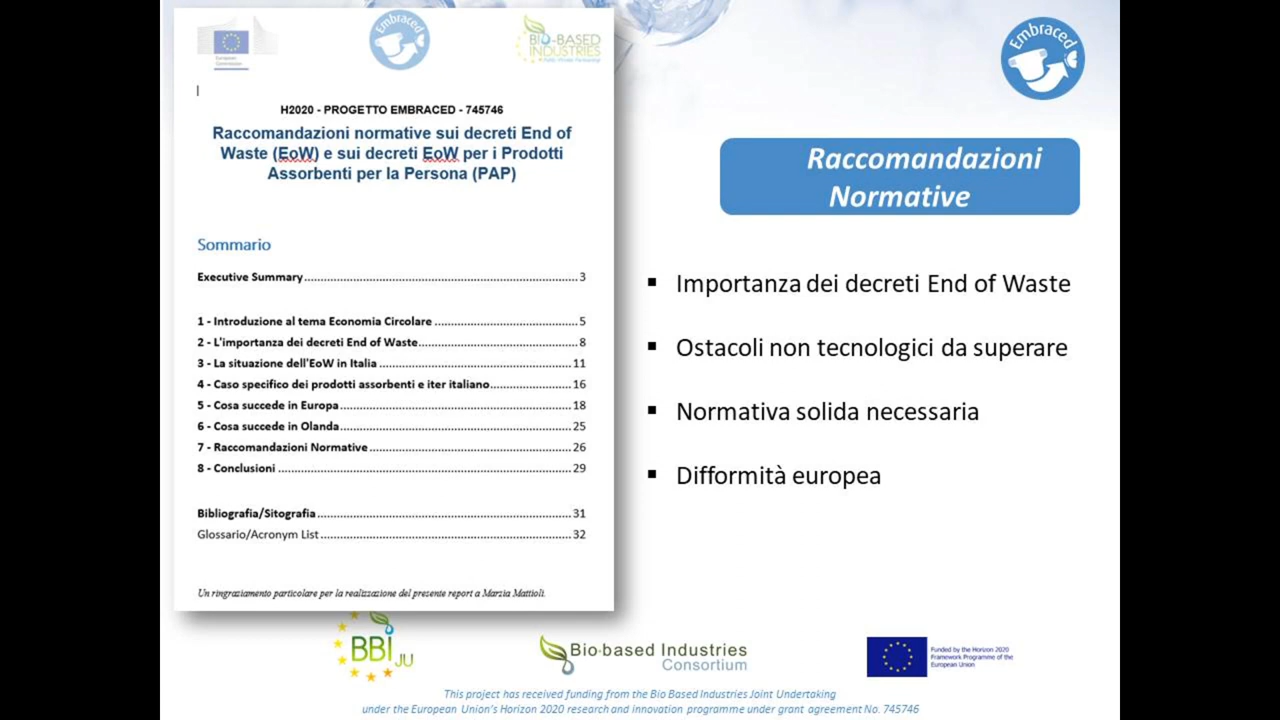 European
Commission
Embraced
BIO-BASED
INDUSTRIES
Public-Private Partnership
H2020 - PROGETTO EMBRACED - 745746
Raccomandazioni normative sui decreti End of
Waste (EoW) e sui decreti EoW per i Prodotti
Assorbenti per la Persona (PAP)
Sommario
Executive Summary 3
1 - Introduzione al tema Economia Circolare 5
2 - L'importanza dei decreti End of Waste 8
3 - La situazione dell'EoW in Italia 11
4 - Caso specifico dei prodotti assorbenti e iter italiano 16
5 - Cosa succede in Europa 18
6 - Cosa succede in Olanda 25
7 - Raccomandazioni Normative 26
8 - Conclusioni 29
Bibliografia/Sitografia 31
Glossario/Acronym List 32
Un ringraziamento particolare per la realizzazione del presente report a Marzia Mattioli.
Embraced
Raccomandazioni
Normative
▪ Importanza dei decreti End of Waste
▪ Ostacoli non tecnologici da superare
▪ Normativa solida necessaria
▪ Difformità europea
BBI JU
Bio-based Industries
Consortium
Funded by the Horizon 2020
Framework Programme of the
European Union
This project has received funding from the Bio Based Industries Joint Undertaking
under the European Union's Horizon 2020 research and innovation programme under grant agreement No. 745746